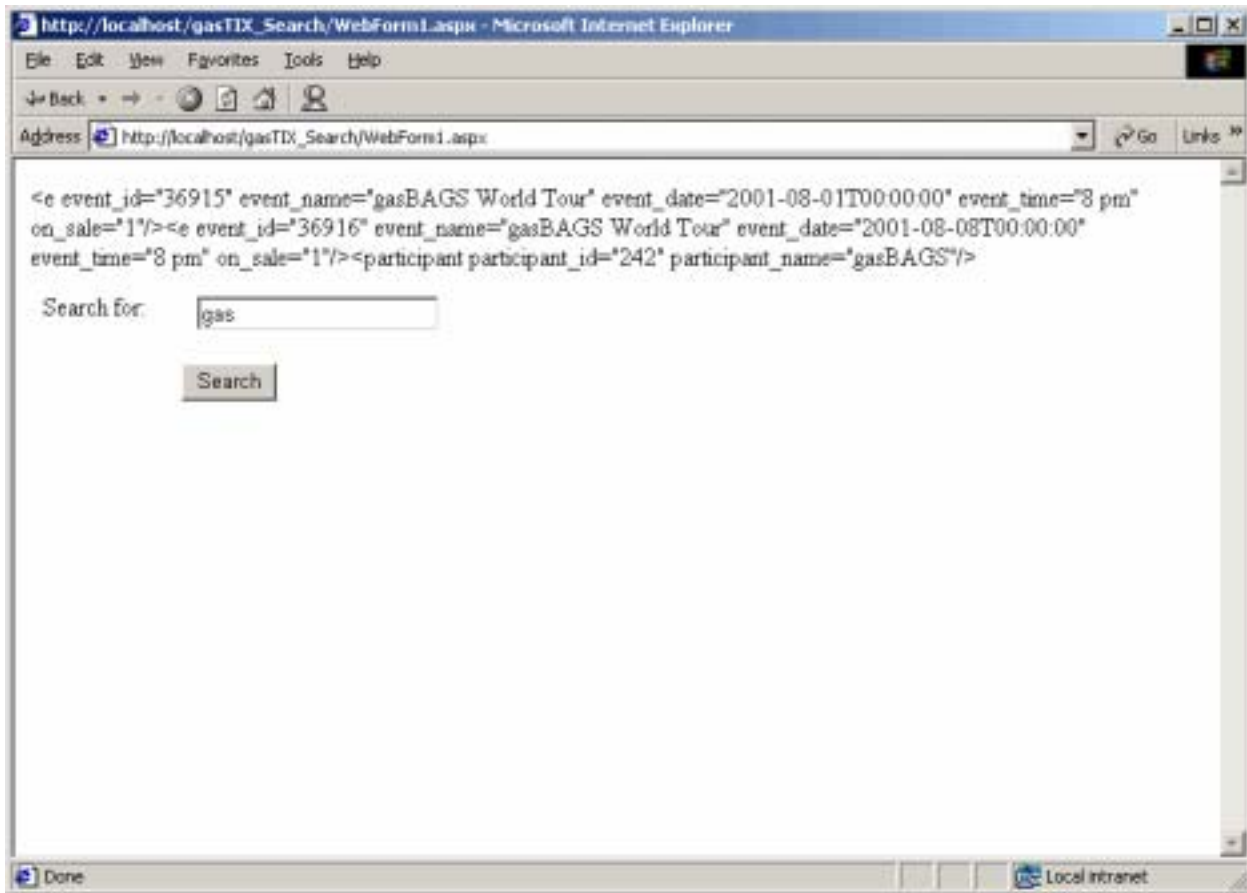 http://localhost/gasTIX_Search/WebForm1.aspx - Microsoft Internet Explorer
File Edit View Favorites Tools Help
Back
Address http://localhost/gasTIX_Search/WebForm1.aspx Go Links »
<e event_id="36915" event_name="gasBAGS World Tour" event_date="2001-08-01T00:00:00" event_time="8 pm"
on_sale="1"/><e event_id="36916" event_name="gasBAGS World Tour" event_date="2001-08-08T00:00:00"
event_time="8 pm" on_sale="1"/><participant participant_id="242" participant_name="gasBAGS"/>
Search for: gas
Search
Done Local intranet